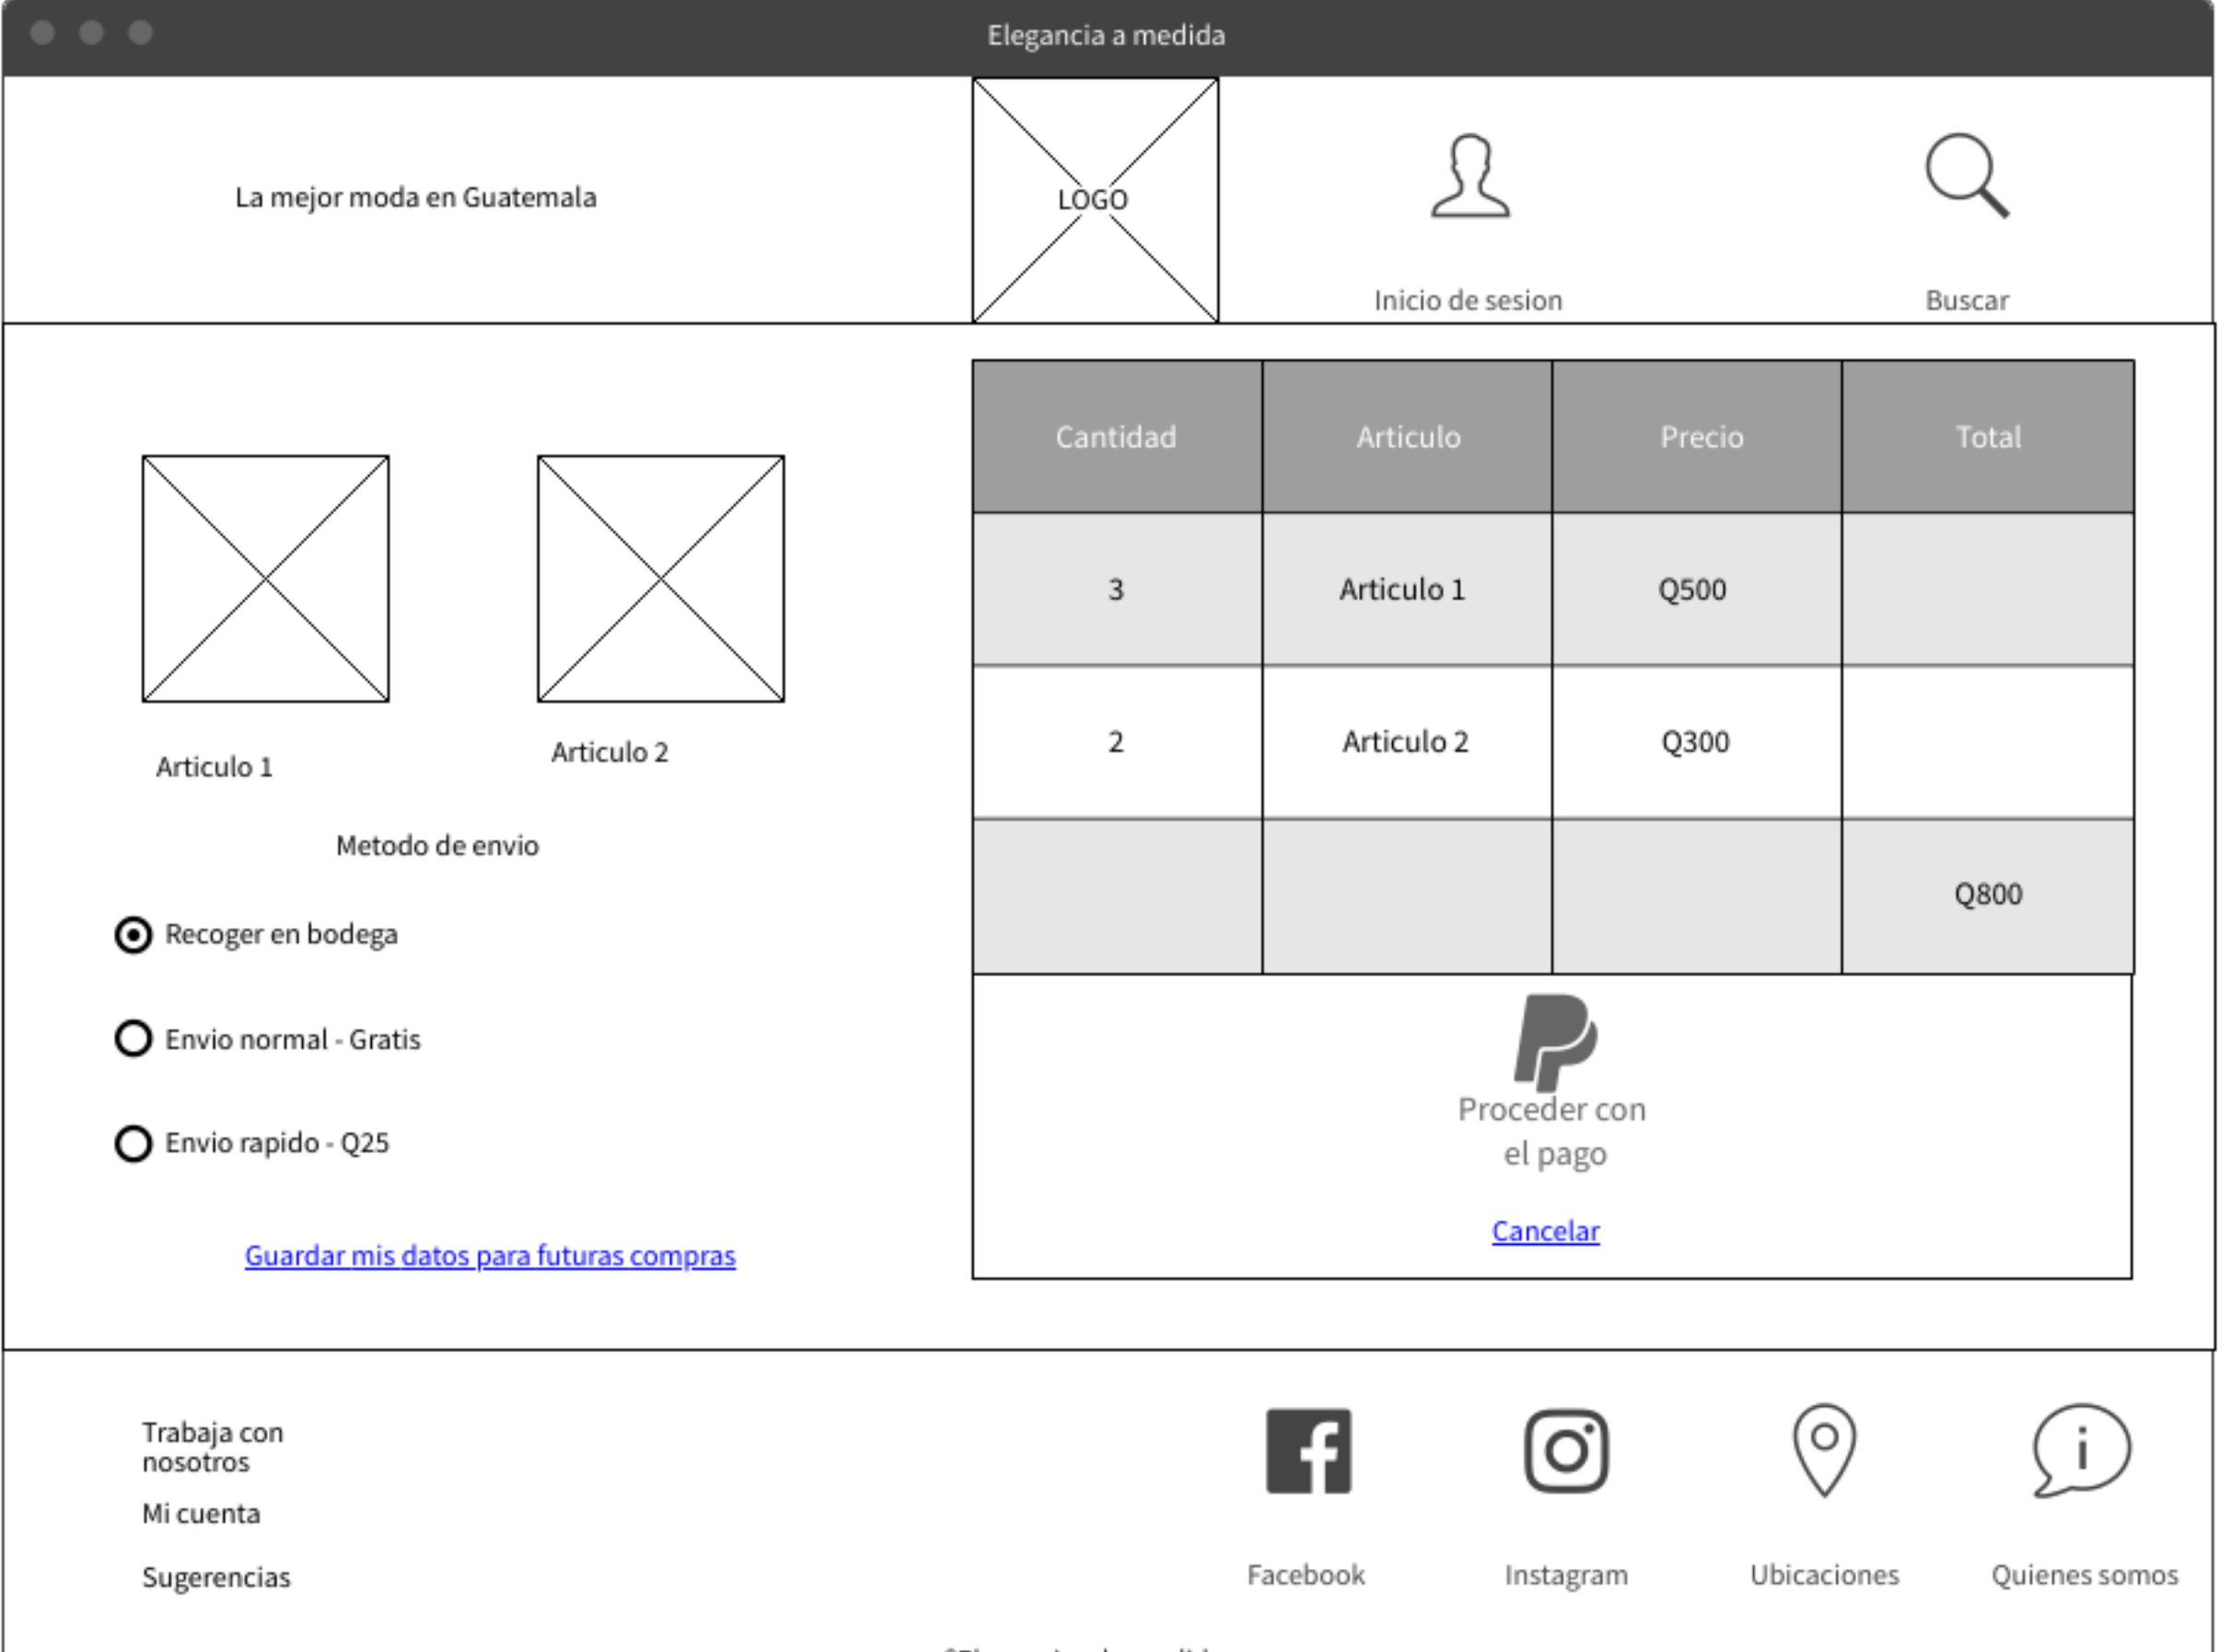 Elegancia a medida
La mejor moda en Guatemala
LOGO
Inicio de sesion
Buscar
Articulo 1
Articulo 2
Metodo de envio
Recoger en bodega
Envio normal - Gratis
Envio rapido - Q25
Guardar mis datos para futuras compras
Cantidad Articulo Precio Total
3 Articulo 1 Q500
2 Articulo 2 Q300
Q800
Proceder con
el pago
Cancelar
Trabaja con
nosotros
Mi cuenta
Sugerencias
Facebook
Instagram
Ubicaciones
Quienes somos